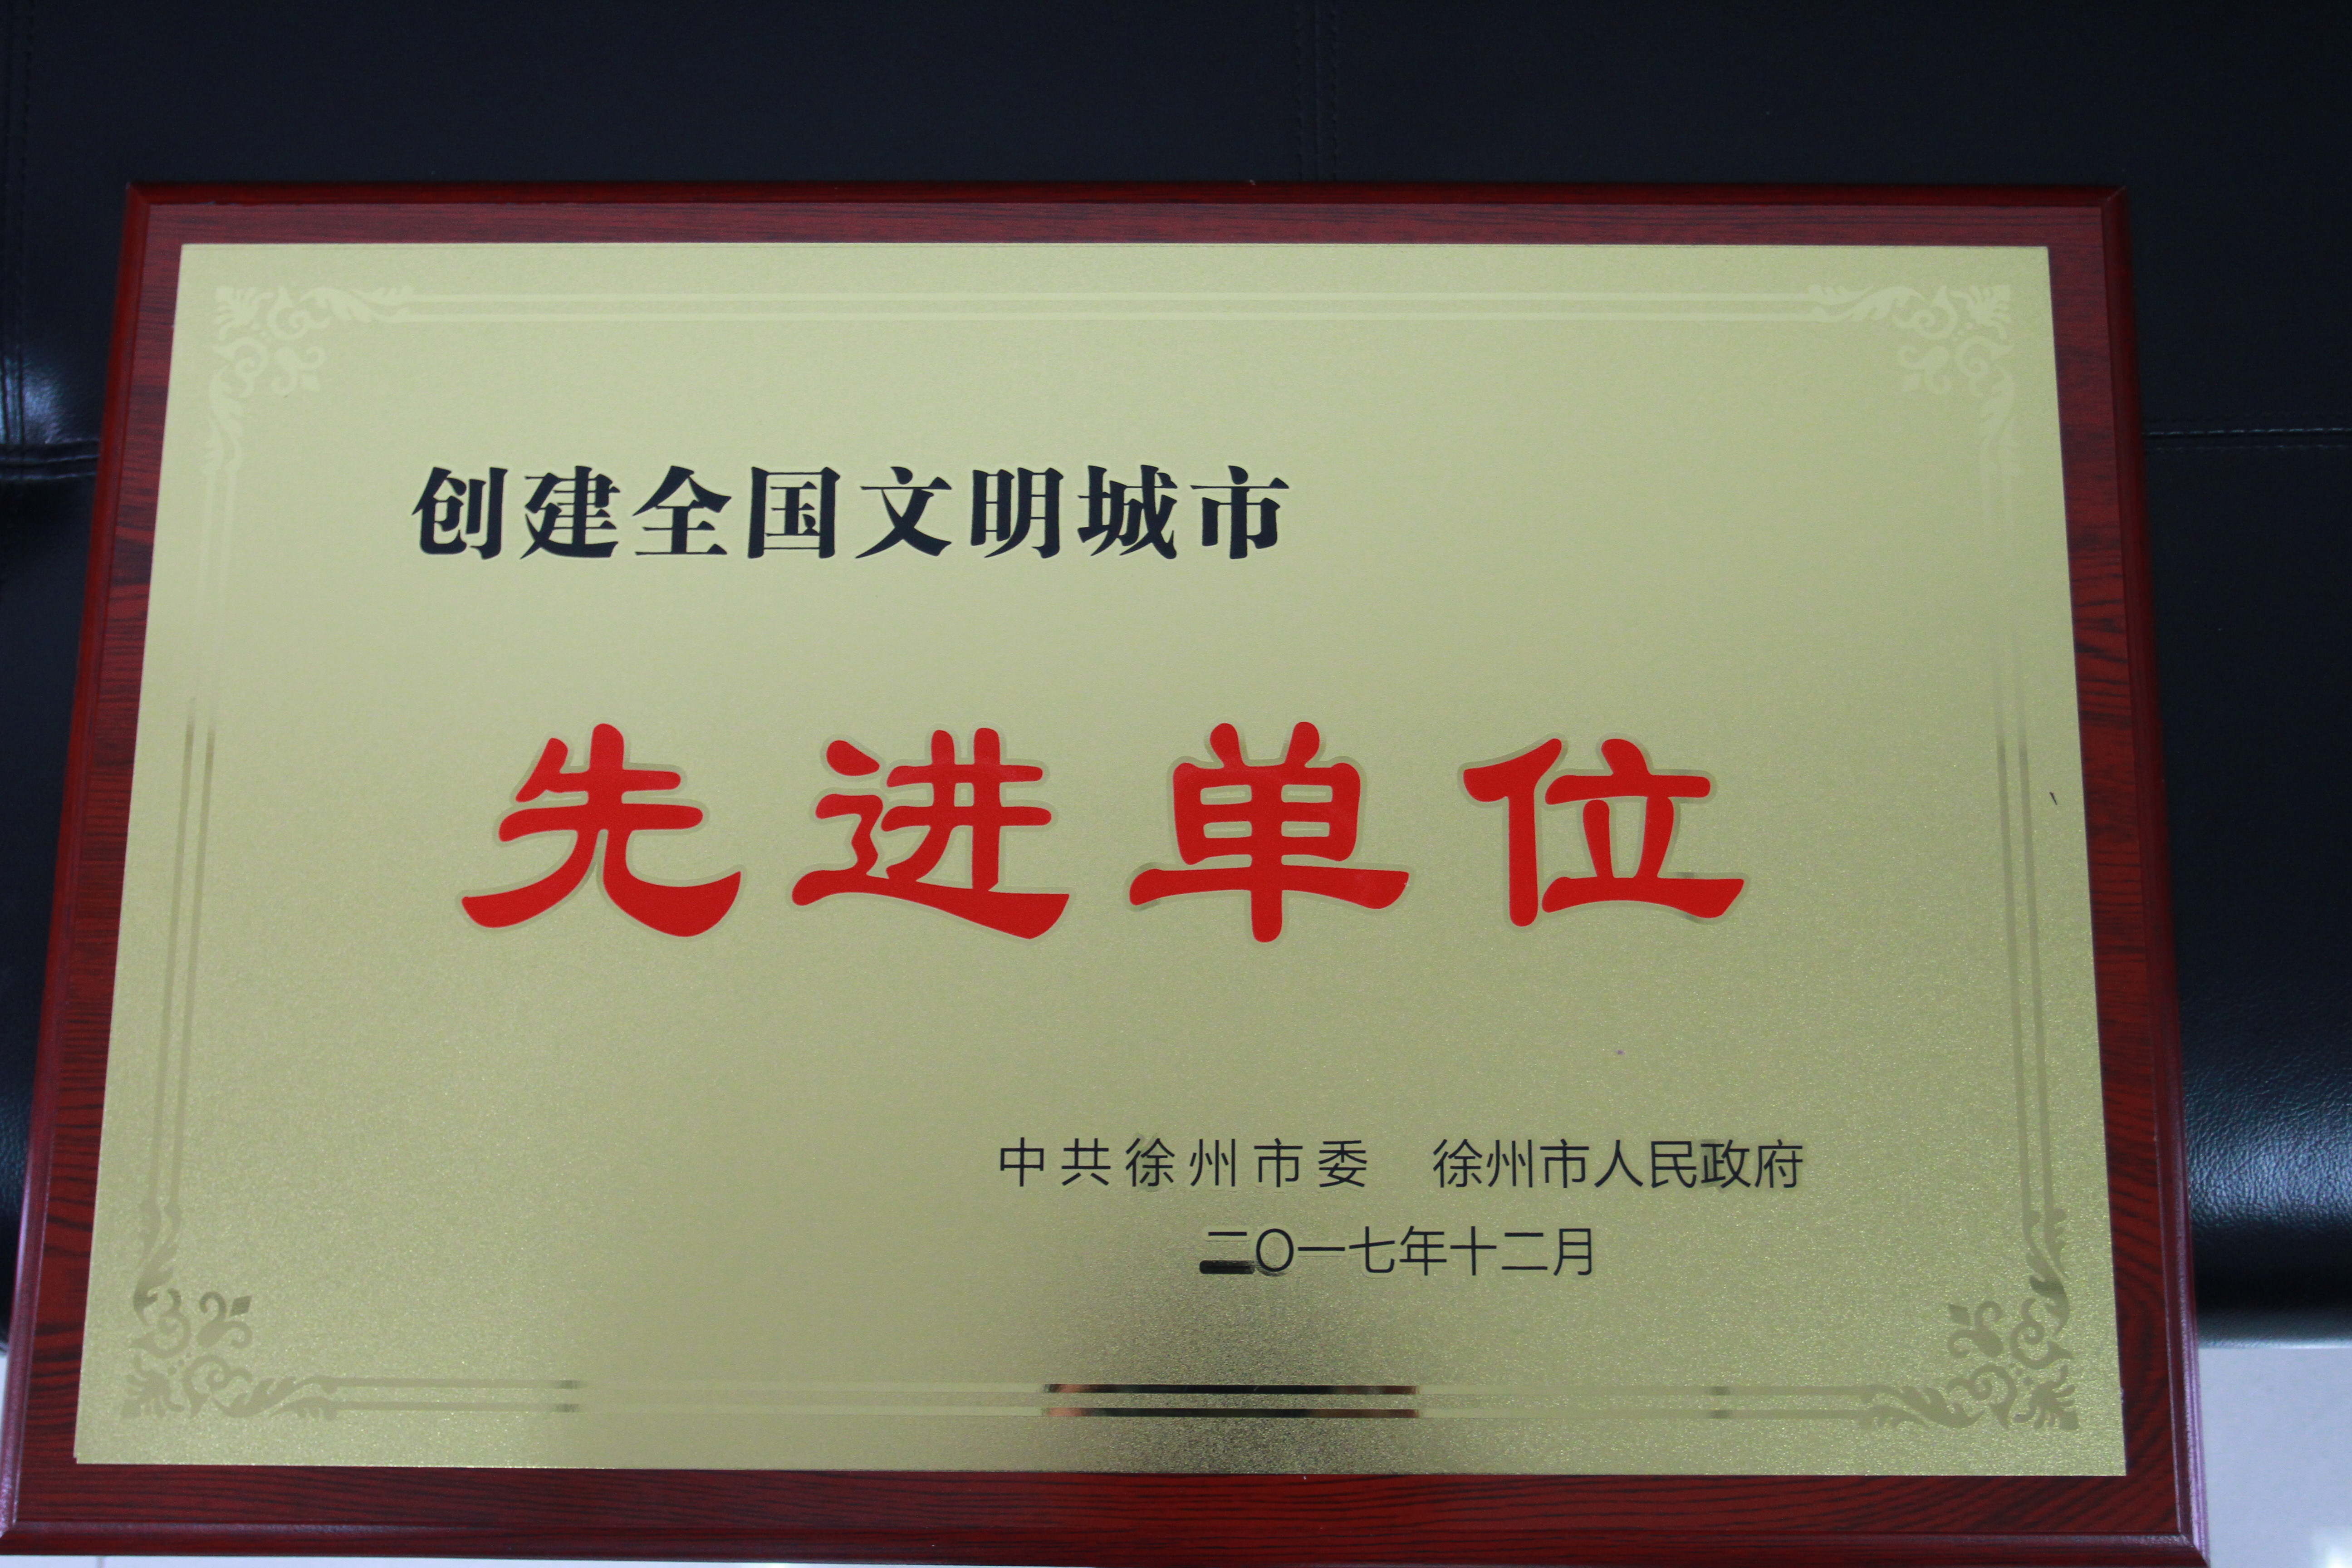 创建全国文明城市
先进单位
中共徐州市委 徐州市人民政府
二〇一七年十二月